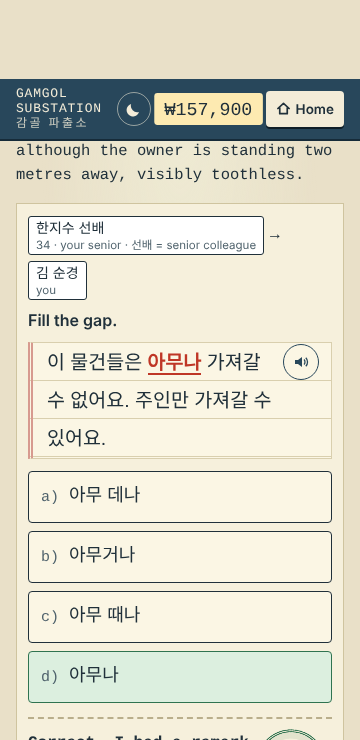 GAMGOL
SUBSTATION
감골 파출소
₩157,900
Home
although the owner is standing two
metres away, visibly toothless.
한지수 선배
34 · your senior · 선배 = senior colleague
→
김 순경
you
Fill the gap.
이 물건들은 아무나 가져갈
수 없어요. 주인만 가져갈 수
있어요.
a) 아무 데나
b) 아무거나
c) 아무 때나
d) 아무나